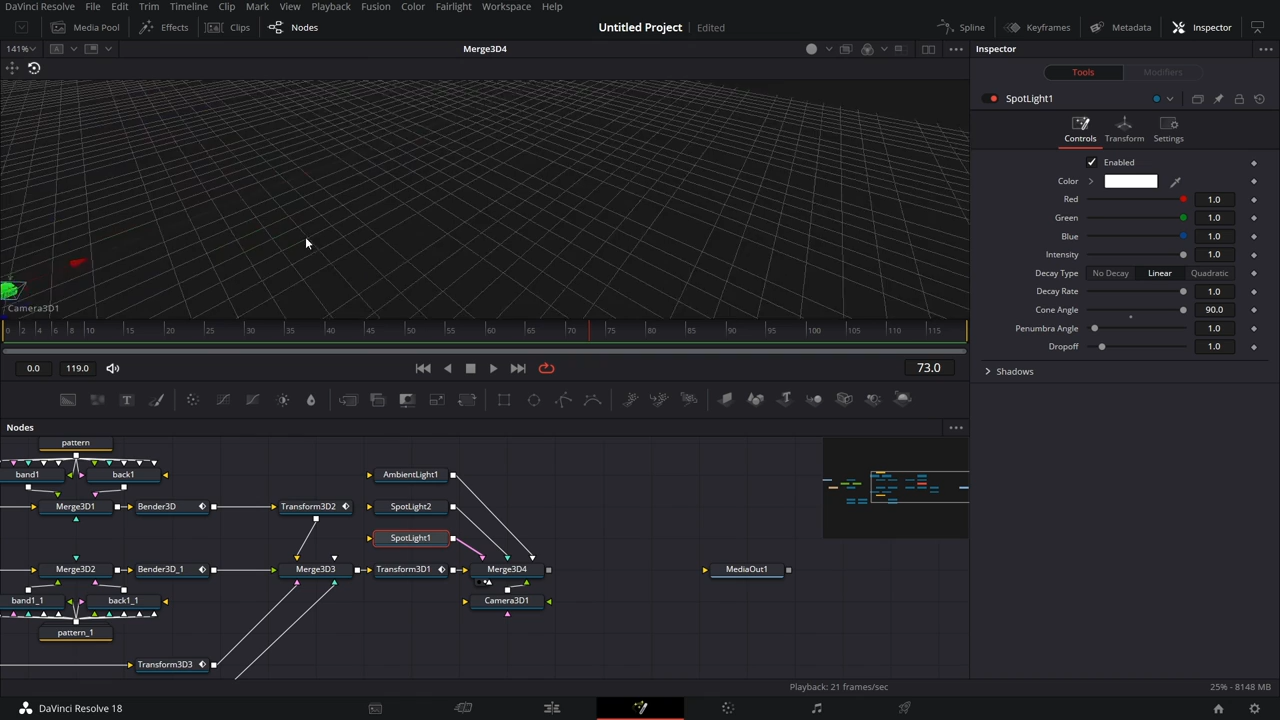 DaVinci Resolve File Edit Trim Timeline Clip Mark View Playback Fusion Color Fairlight Workspace Help
Media Pool Effects Clips Nodes Untitled Project Edited Spline Keyframes Metadata Inspector
141% Merge3D4 Inspector
Tools Modifiers
SpotLight1
Controls Transform Settings
Enabled
Color
Red 1.0
Green 1.0
Blue 1.0
Intensity 1.0
Decay Type No Decay Linear Quadratic
Decay Rate 1.0
Cone Angle 90.0
Penumbra Angle 1.0
Dropoff 1.0
Shadows
Camera3D1
0 2 4 6 8 10 15 20 25 30 35 40 45 50 55 60 65 70 75 80 85 90 95 100 105 110 115
0.0 119.0 73.0
Nodes
pattern
band1 back1 AmbientLight1
Merge3D1 Bender3D Transform3D2 SpotLight2
SpotLight1
Merge3D2 Bender3D_1 Merge3D3 Transform3D1 Merge3D4 MediaOut1
band1_1 back1_1 Camera3D1
pattern_1
Transform3D3
Playback: 21 frames/sec 25% - 8148 MB
DaVinci Resolve 18